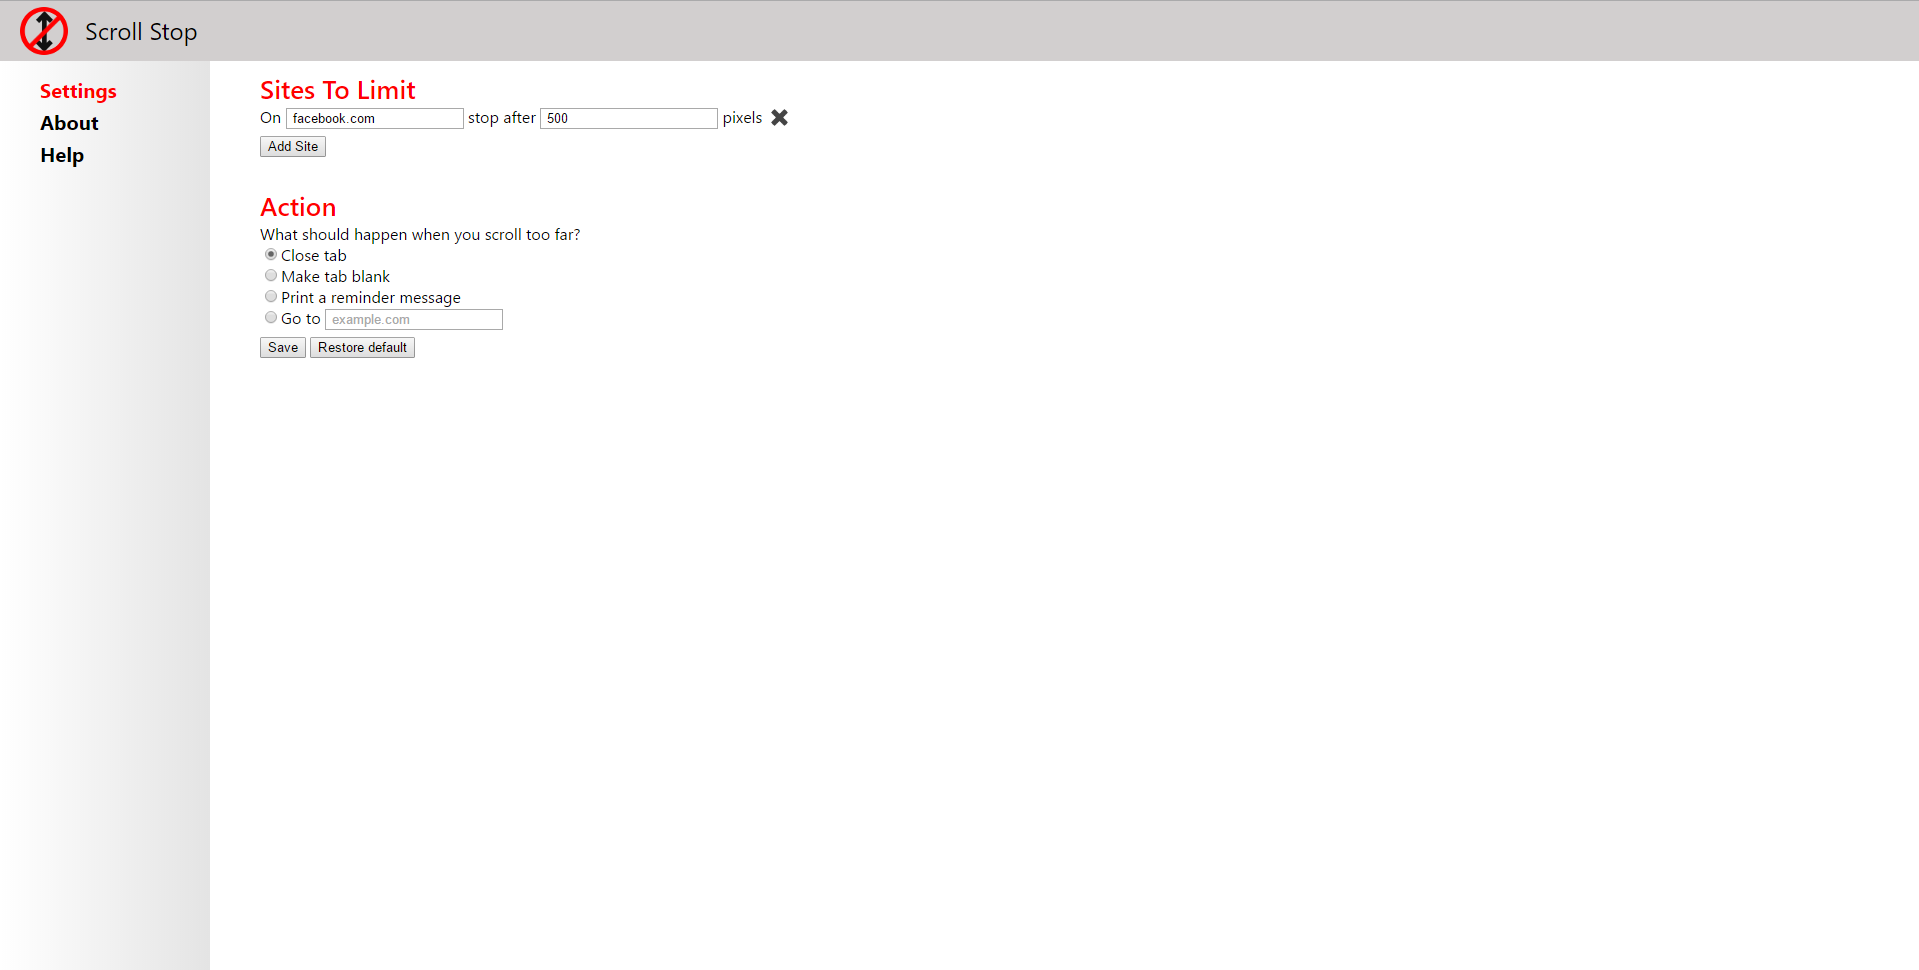 Scroll Stop
Settings
About
Help
Sites To Limit
On facebook.com stop after 500 pixels
Add Site
Action
What should happen when you scroll too far?
Close tab
Make tab blank
Print a reminder message
Go to example.com
Save Restore default